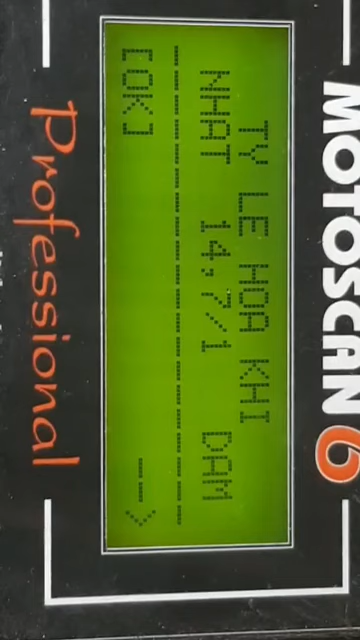 MOTOSCAN 6
TY LE HOA KHI
NHAT 14,7/1 DAM
[OK] --->
Professional